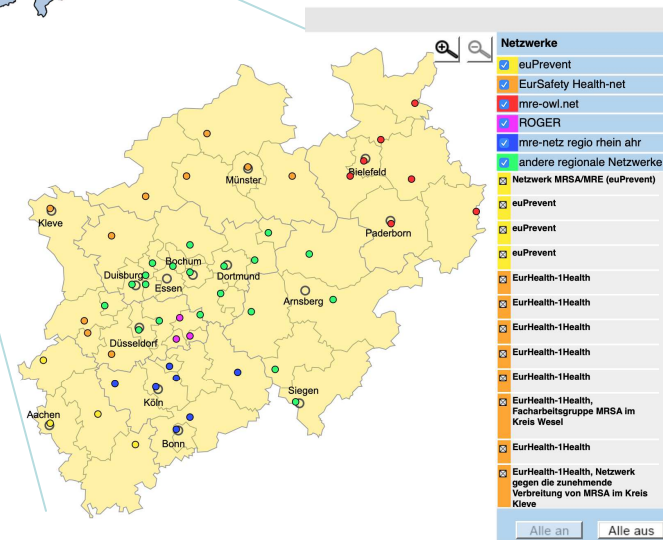 Netzwerke
euPrevent
EurSafety Health-net
mre-owl.net
ROGER
mre-netz regio rhein ahr
andere regionale Netzwerke
Netzwerk MRSA/MRE (euPrevent)
euPrevent
euPrevent
euPrevent
EurHealth-1Health
EurHealth-1Health
EurHealth-1Health
EurHealth-1Health
EurHealth-1Health
EurHealth-1Health,
Facharbeitsgruppe MRSA im
Kreis Wesel
EurHealth-1Health
EurHealth-1Health, Netzwerk
gegen die zunehmende
Verbreitung von MRSA im Kreis
Kleve
Alle an
Alle aus
Münster
Bielefeld
Kleve
Paderborn
Bochum
Duisburg
Dortmund
Essen
Arnsberg
Düsseldorf
Siegen
Köln
Aachen
Bonn